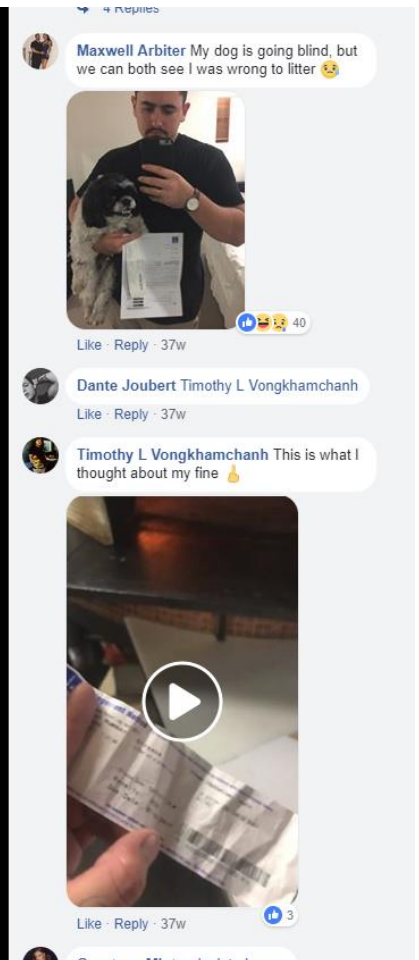 4 Replies
Maxwell Arbiter My dog is going blind, but
we can both see I was wrong to litter 😢
40
Like · Reply · 37w
Dante Joubert Timothy L Vongkhamchanh
Like · Reply · 37w
Timothy L Vongkhamchanh This is what I
thought about my fine 🖕
3
Like · Reply · 37w